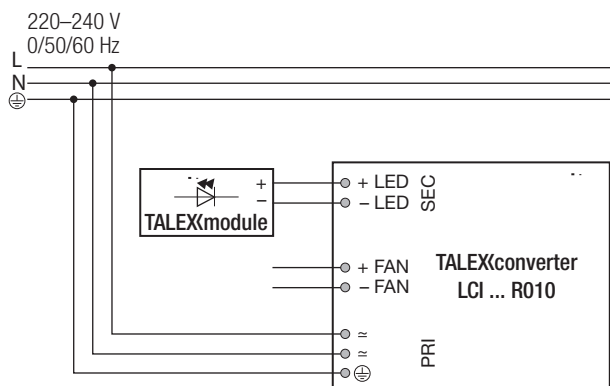 220–240 V
0/50/60 Hz
L
N
+
–
TALEXmodule
+ LED
– LED
SEC
+ FAN
– FAN
TALEXconverter
LCI ... R010
≃
≃
PRI